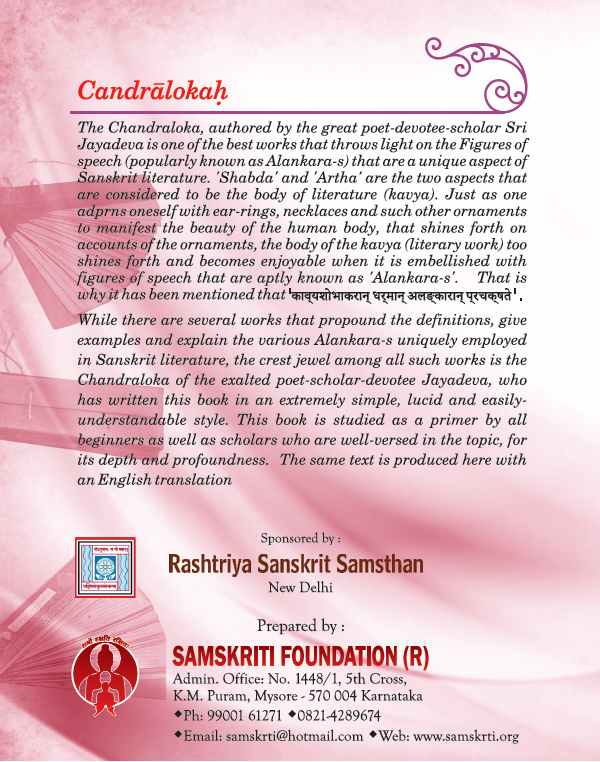 Candrālokaḥ
The Chandraloka, authored by the great poet-devotee-scholar Sri
Jayadeva is one of the best works that throws light on the Figures of
speech (popularly known as Alankara-s) that are a unique aspect of
Sanskrit literature. 'Shabda' and 'Artha' are the two aspects that
are considered to be the body of literature (kavya). Just as one
adprns oneself with ear-rings, necklaces and such other ornaments
to manifest the beauty of the human body, that shines forth on
accounts of the ornaments, the body of the kavya (literary work) too
shines forth and becomes enjoyable when it is embellished with
figures of speech that are aptly known as 'Alankara-s'. That is
why it has been mentioned that 'काव्यशोभाकरान् धर्मान् अलङ्कारान् प्रचक्षते'.
While there are several works that propound the definitions, give
examples and explain the various Alankara-s uniquely employed
in Sanskrit literature, the crest jewel among all such works is the
Chandraloka of the exalted poet-scholar-devotee Jayadeva, who
has written this book in an extremely simple, lucid and easily-
understandable style. This book is studied as a primer by all
beginners as well as scholars who are well-versed in the topic, for
its depth and profoundness. The same text is produced here with
an English translation
Sponsored by :
Rashtriya Sanskrit Samsthan
New Delhi
Prepared by :
SAMSKRITI FOUNDATION (R)
Admin. Office: No. 1448/1, 5th Cross,
K.M. Puram, Mysore - 570 004 Karnataka
◆Ph: 99001 61271 ◆0821-4289674
◆Email: samskrti@hotmail.com ◆Web: www.samskrti.org